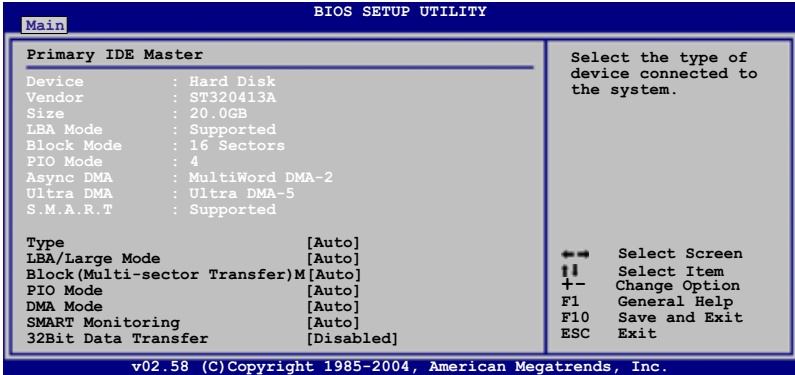 BIOS SETUP UTILITY
Main
Primary IDE Master
Device : Hard Disk
Vendor : ST320413A
Size : 20.0GB
LBA Mode : Supported
Block Mode : 16 Sectors
PIO Mode : 4
Async DMA : MultiWord DMA-2
Ultra DMA : Ultra DMA-5
S.M.A.R.T : Supported
Type [Auto]
LBA/Large Mode [Auto]
Block(Multi-sector Transfer)M[Auto]
PIO Mode [Auto]
DMA Mode [Auto]
SMART Monitoring [Auto]
32Bit Data Transfer [Disabled]
Select the type of
device connected to
the system.
←→ Select Screen
↑↓ Select Item
+- Change Option
F1 General Help
F10 Save and Exit
ESC Exit
v02.58 (C)Copyright 1985-2004, American Megatrends, Inc.